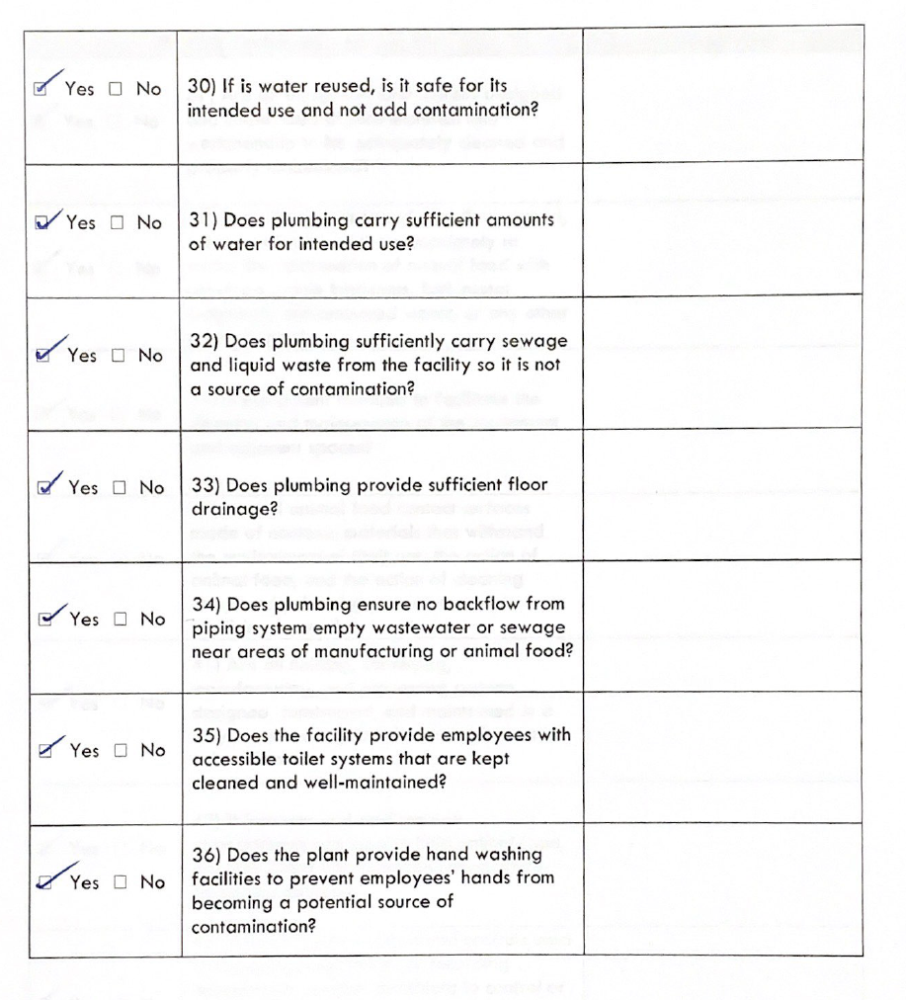 ☑ Yes ☐ No
30) If is water reused, is it safe for its
intended use and not add contamination?
☑ Yes ☐ No
31) Does plumbing carry sufficient amounts
of water for intended use?
☑ Yes ☐ No
32) Does plumbing sufficiently carry sewage
and liquid waste from the facility so it is not
a source of contamination?
☑ Yes ☐ No
33) Does plumbing provide sufficient floor
drainage?
☑ Yes ☐ No
34) Does plumbing ensure no backflow from
piping system empty wastewater or sewage
near areas of manufacturing or animal food?
☑ Yes ☐ No
35) Does the facility provide employees with
accessible toilet systems that are kept
cleaned and well-maintained?
☑ Yes ☐ No
36) Does the plant provide hand washing
facilities to prevent employees' hands from
becoming a potential source of
contamination?